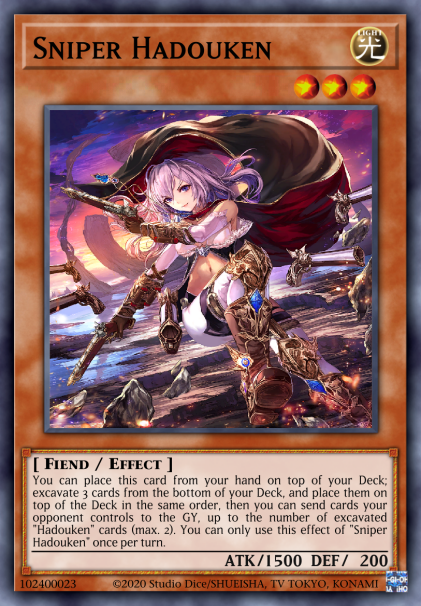 Sniper Hadouken
LIGHT
光
[ Fiend / Effect ]
You can place this card from your hand on top of your Deck;
excavate 3 cards from the bottom of your Deck, and place them on
top of the Deck in the same order, then you can send cards your
opponent controls to the GY, up to the number of excavated
"Hadouken" cards (max. 2). You can only use this effect of "Sniper
Hadouken" once per turn.
ATK/1500 DEF/ 200
102400023 ©2020 Studio Dice/SHUEISHA, TV TOKYO, KONAMI